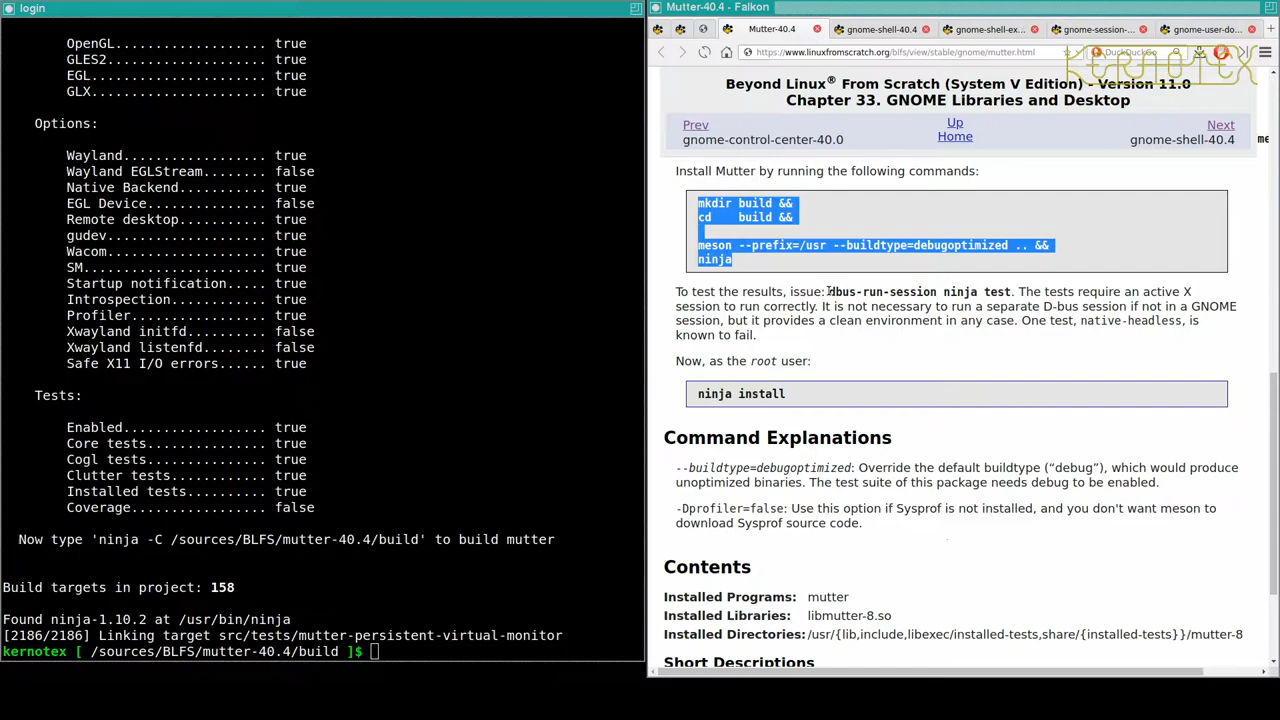 login
OpenGL.................... true
GLES2..................... true
EGL....................... true
GLX....................... true
Options:
Wayland................... true
Wayland EGLStream........ false
Native Backend............ true
EGL Device............... false
Remote desktop............ true
gudev..................... true
Wacom..................... true
SM........................ true
Startup notification...... true
Introspection............. true
Profiler.................. true
Xwayland initfd.......... false
Xwayland listenfd........ false
Safe X11 I/O errors...... true
Tests:
Enabled................... true
Core tests................ true
Cogl tests................ true
Clutter tests............. true
Installed tests........... true
Coverage................. false
Now type 'ninja -C /sources/BLFS/mutter-40.4/build' to build mutter
Build targets in project: 158
Found ninja-1.10.2 at /usr/bin/ninja
[2186/2186] Linking target src/tests/mutter-persistent-virtual-monitor
kernotex [ /sources/BLFS/mutter-40.4/build ]$
Mutter-40.4 - Falkon
Mutter-40.4 gnome-shell-40.4 gnome-shell-ex... gnome-session-... gnome-user-do...
https://www.linuxfromscratch.org/blfs/view/stable/gnome/mutter.html DuckDuckGo
KERNOTEX
Beyond Linux® From Scratch (System V Edition) - Version 11.0
Chapter 33. GNOME Libraries and Desktop
Prev Up Next
gnome-control-center-40.0 Home gnome-shell-40.4
Install Mutter by running the following commands:
mkdir build &&
cd    build &&
meson --prefix=/usr --buildtype=debugoptimized .. &&
ninja
To test the results, issue: dbus-run-session ninja test. The tests require an active X
session to run correctly. It is not necessary to run a separate D-bus session if not in a GNOME
session, but it provides a clean environment in any case. One test, native-headless, is
known to fail.
Now, as the root user:
ninja install
Command Explanations
--buildtype=debugoptimized: Override the default buildtype (“debug”), which would produce
unoptimized binaries. The test suite of this package needs debug to be enabled.
-Dprofiler=false: Use this option if Sysprof is not installed, and you don't want meson to
download Sysprof source code.
Contents
Installed Programs: mutter
Installed Libraries: libmutter-8.so
Installed Directories: /usr/{lib,include,libexec/installed-tests,share/{installed-tests}}/mutter-8
Short Descriptions